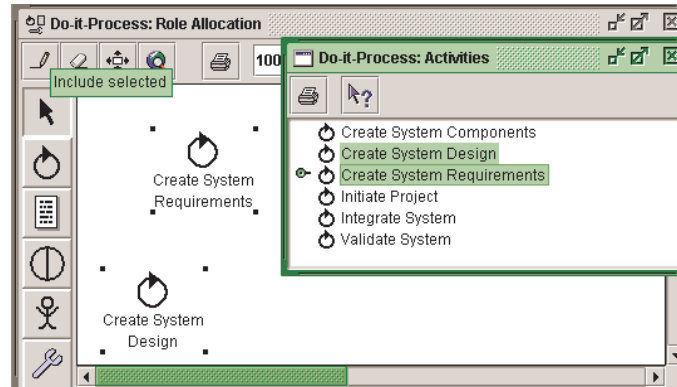 Do-it-Process: Role Allocation
100
Include selected
Create System
Requirements
Create System
Design
Do-it-Process: Activities
?
Create System Components
Create System Design
Create System Requirements
Initiate Project
Integrate System
Validate System